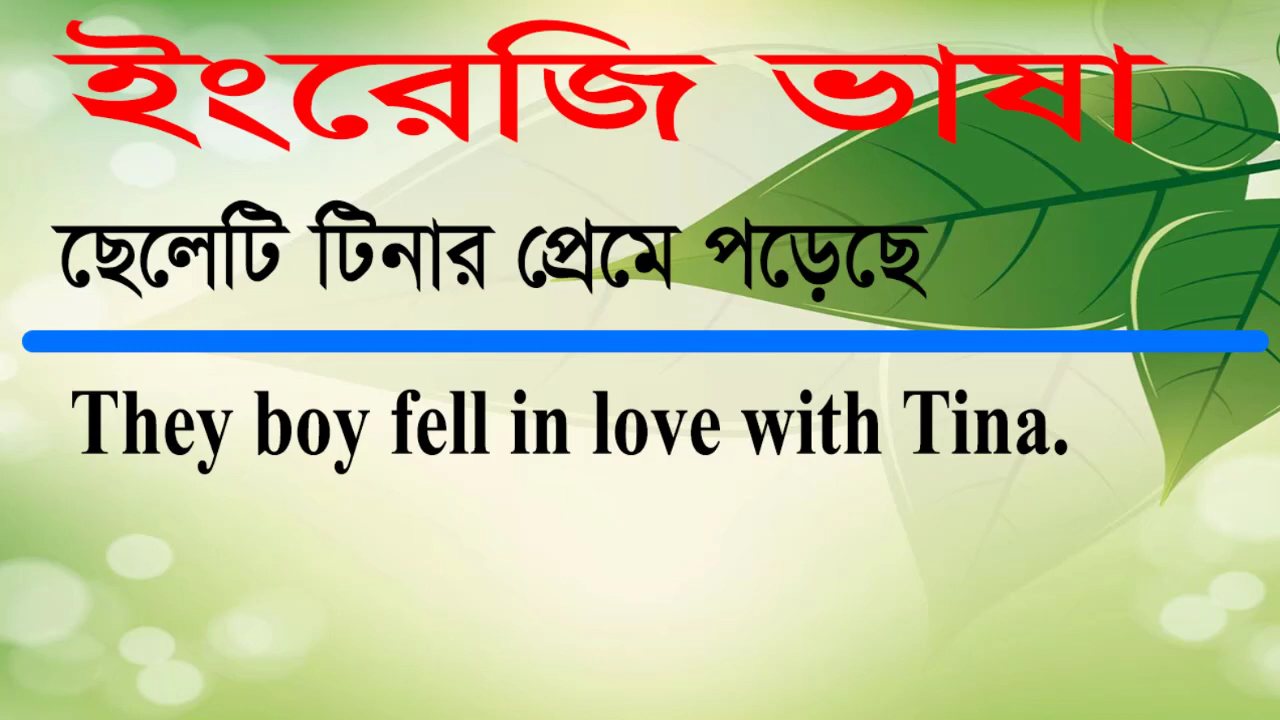 ইংরেজি ভাষা
ছেলেটি টিনার প্রেমে পড়েছে
They boy fell in love with Tina.